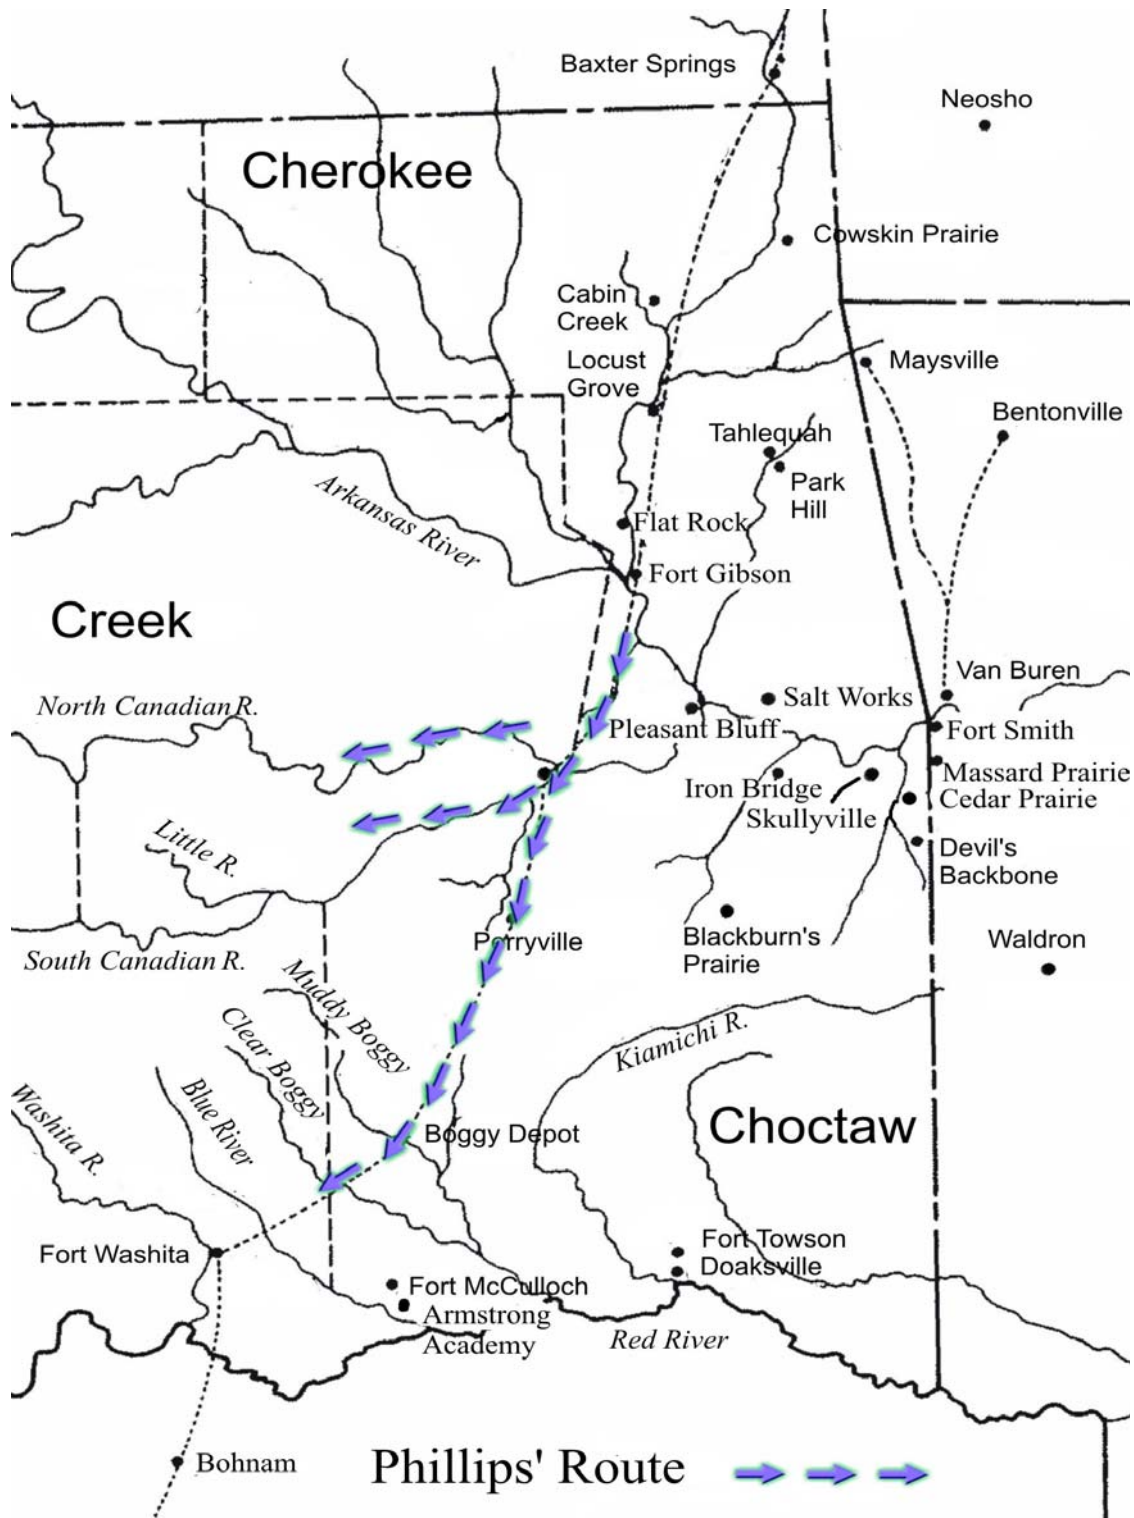 Baxter Springs
Neosho
Cherokee
Cowskin Prairie
Cabin
Creek
Locust
Grove
Maysville
Bentonville
Tahlequah
Park
Hill
Arkansas River
Flat Rock
Fort Gibson
Creek
Van Buren
Salt Works
North Canadian R.
Pleasant Bluff
Fort Smith
Massard Prairie
Iron Bridge
Cedar Prairie
Skullyville
Little R.
Devil's
Backbone
Perryville
Blackburn's
Prairie
Waldron
South Canadian R.
Muddy Boggy
Clear Boggy
Kiamichi R.
Blue River
Washita R.
Choctaw
Boggy Depot
Fort Washita
Fort Towson
Doaksville
Fort McCulloch
Armstrong
Academy
Red River
Bohnam
Phillips' Route